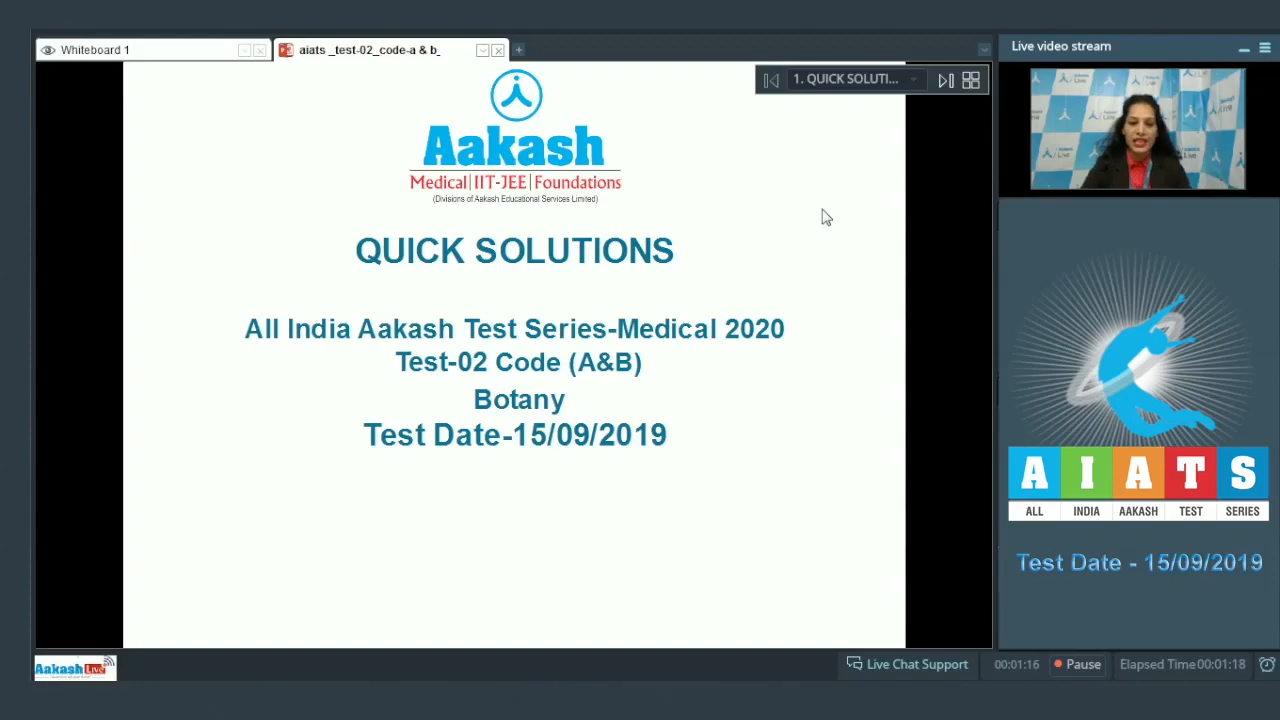 Whiteboard 1
aiats _test-02_code-a & b_
Live video stream
1. QUICK SOLUTI...
Aakash
Medical|IIT-JEE|Foundations
(Divisions of Aakash Educational Services Limited)
QUICK SOLUTIONS
All India Aakash Test Series-Medical 2020
Test-02 Code (A&B)
Botany
Test Date-15/09/2019
A I A T S
ALL INDIA AAKASH TEST SERIES
Test Date - 15/09/2019
Aakash Live
Live Chat Support
00:01:16
Pause
Elapsed Time 00:01:18